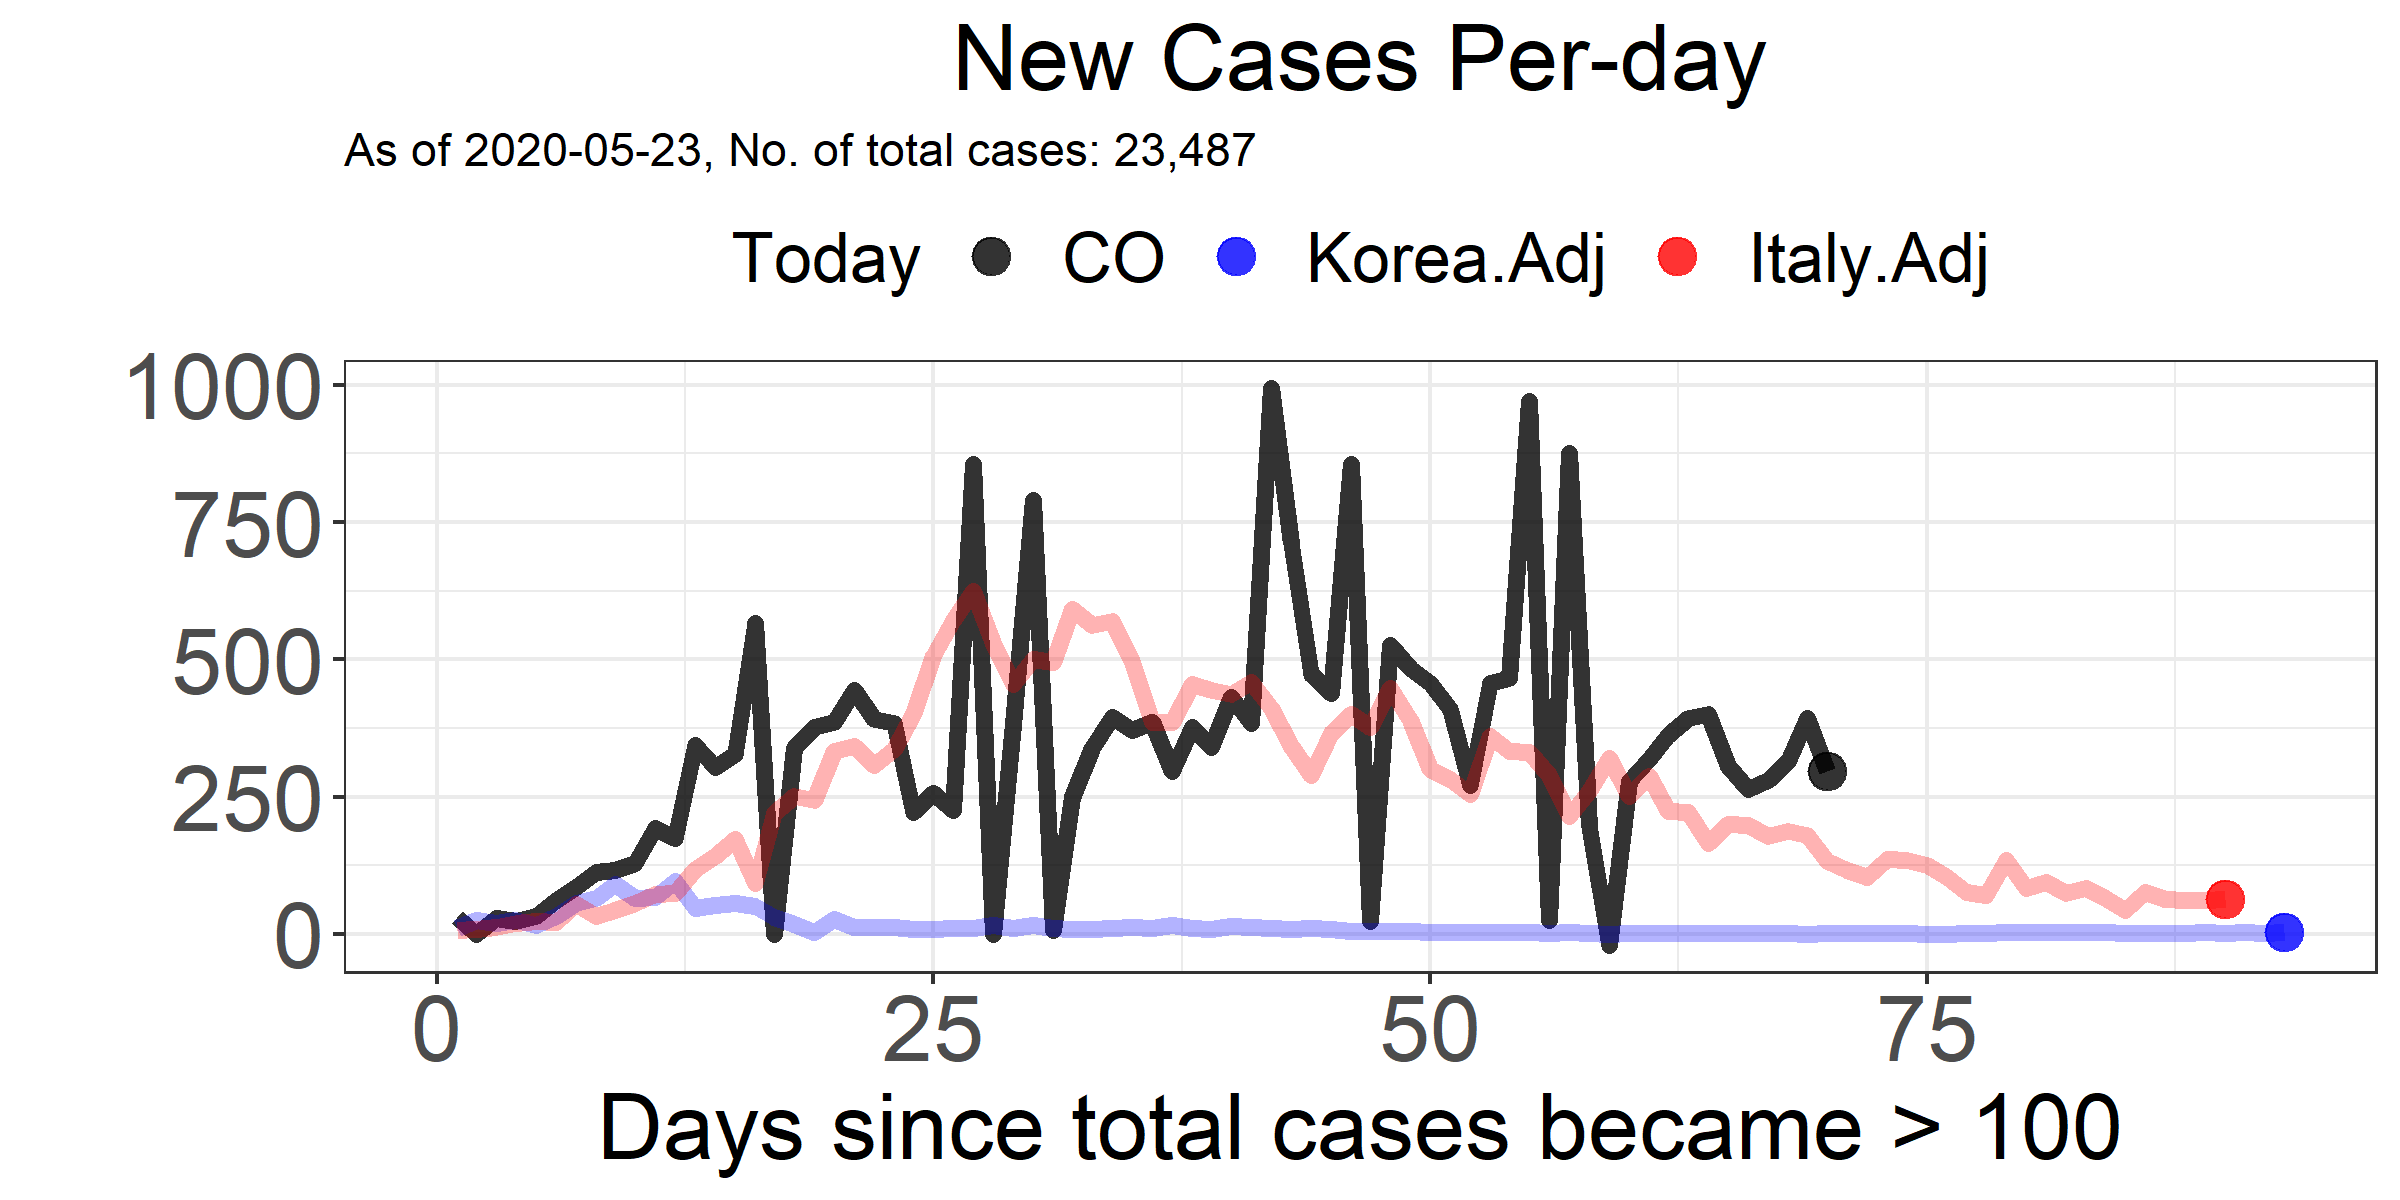 New Cases Per-day
As of 2020-05-23, No. of total cases: 23,487
Today CO Korea.Adj Italy.Adj
1000
750
500
250
0
0 25 50 75
Days since total cases became > 100